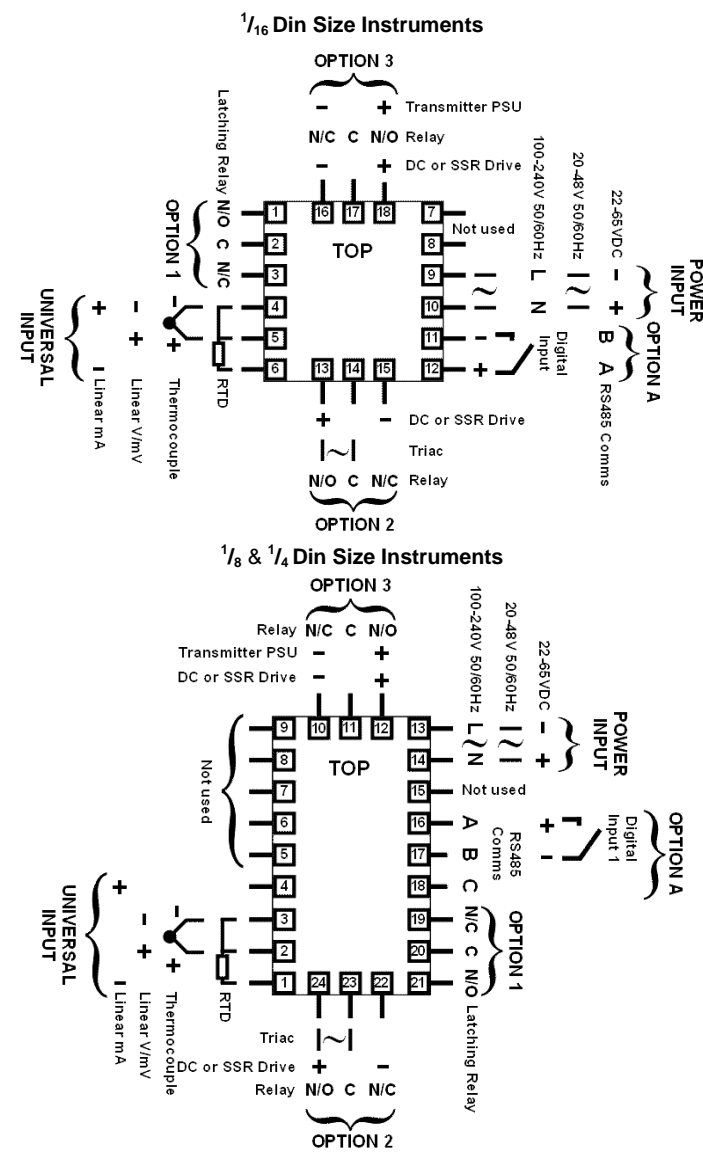 1/16 Din Size Instruments
OPTION 3
− + Transmitter PSU
N/C C N/O Relay
− + DC or SSR Drive
Latching Relay N/O C N/C
OPTION 1
16 17 18
1 2 3 4 5 6
TOP
7 8 9 10 11 12
13 14 15
Not used
100-240V 50/60Hz
L N
20-48V 50/60Hz
22-65VDC
− +
POWER INPUT
− +
Digital Input
B A RS485 Comms
OPTION A
UNIVERSAL INPUT
+ − Linear mA
− + Linear V/mV
− + Thermocouple
RTD
+ − DC or SSR Drive
|~| Triac
N/O C N/C Relay
OPTION 2
1/8 & 1/4 Din Size Instruments
OPTION 3
Relay N/C C N/O
Transmitter PSU − +
DC or SSR Drive − +
100-240V 50/60Hz
L ~ N
20-48V 50/60Hz
22-65VDC
− +
POWER INPUT
10 11 12
9 8 7 6 5 4 3 2 1
TOP
13 14 15 16 17 18 19 20 21
24 23 22
Not used
Not used
A B C
RS485 Comms
+ −
Digital Input 1
OPTION A
N/C C N/O Latching Relay
OPTION 1
UNIVERSAL INPUT
+ − Linear mA
− + Linear V/mV
− + Thermocouple
RTD
Triac |~|
DC or SSR Drive + −
Relay N/O C N/C
OPTION 2